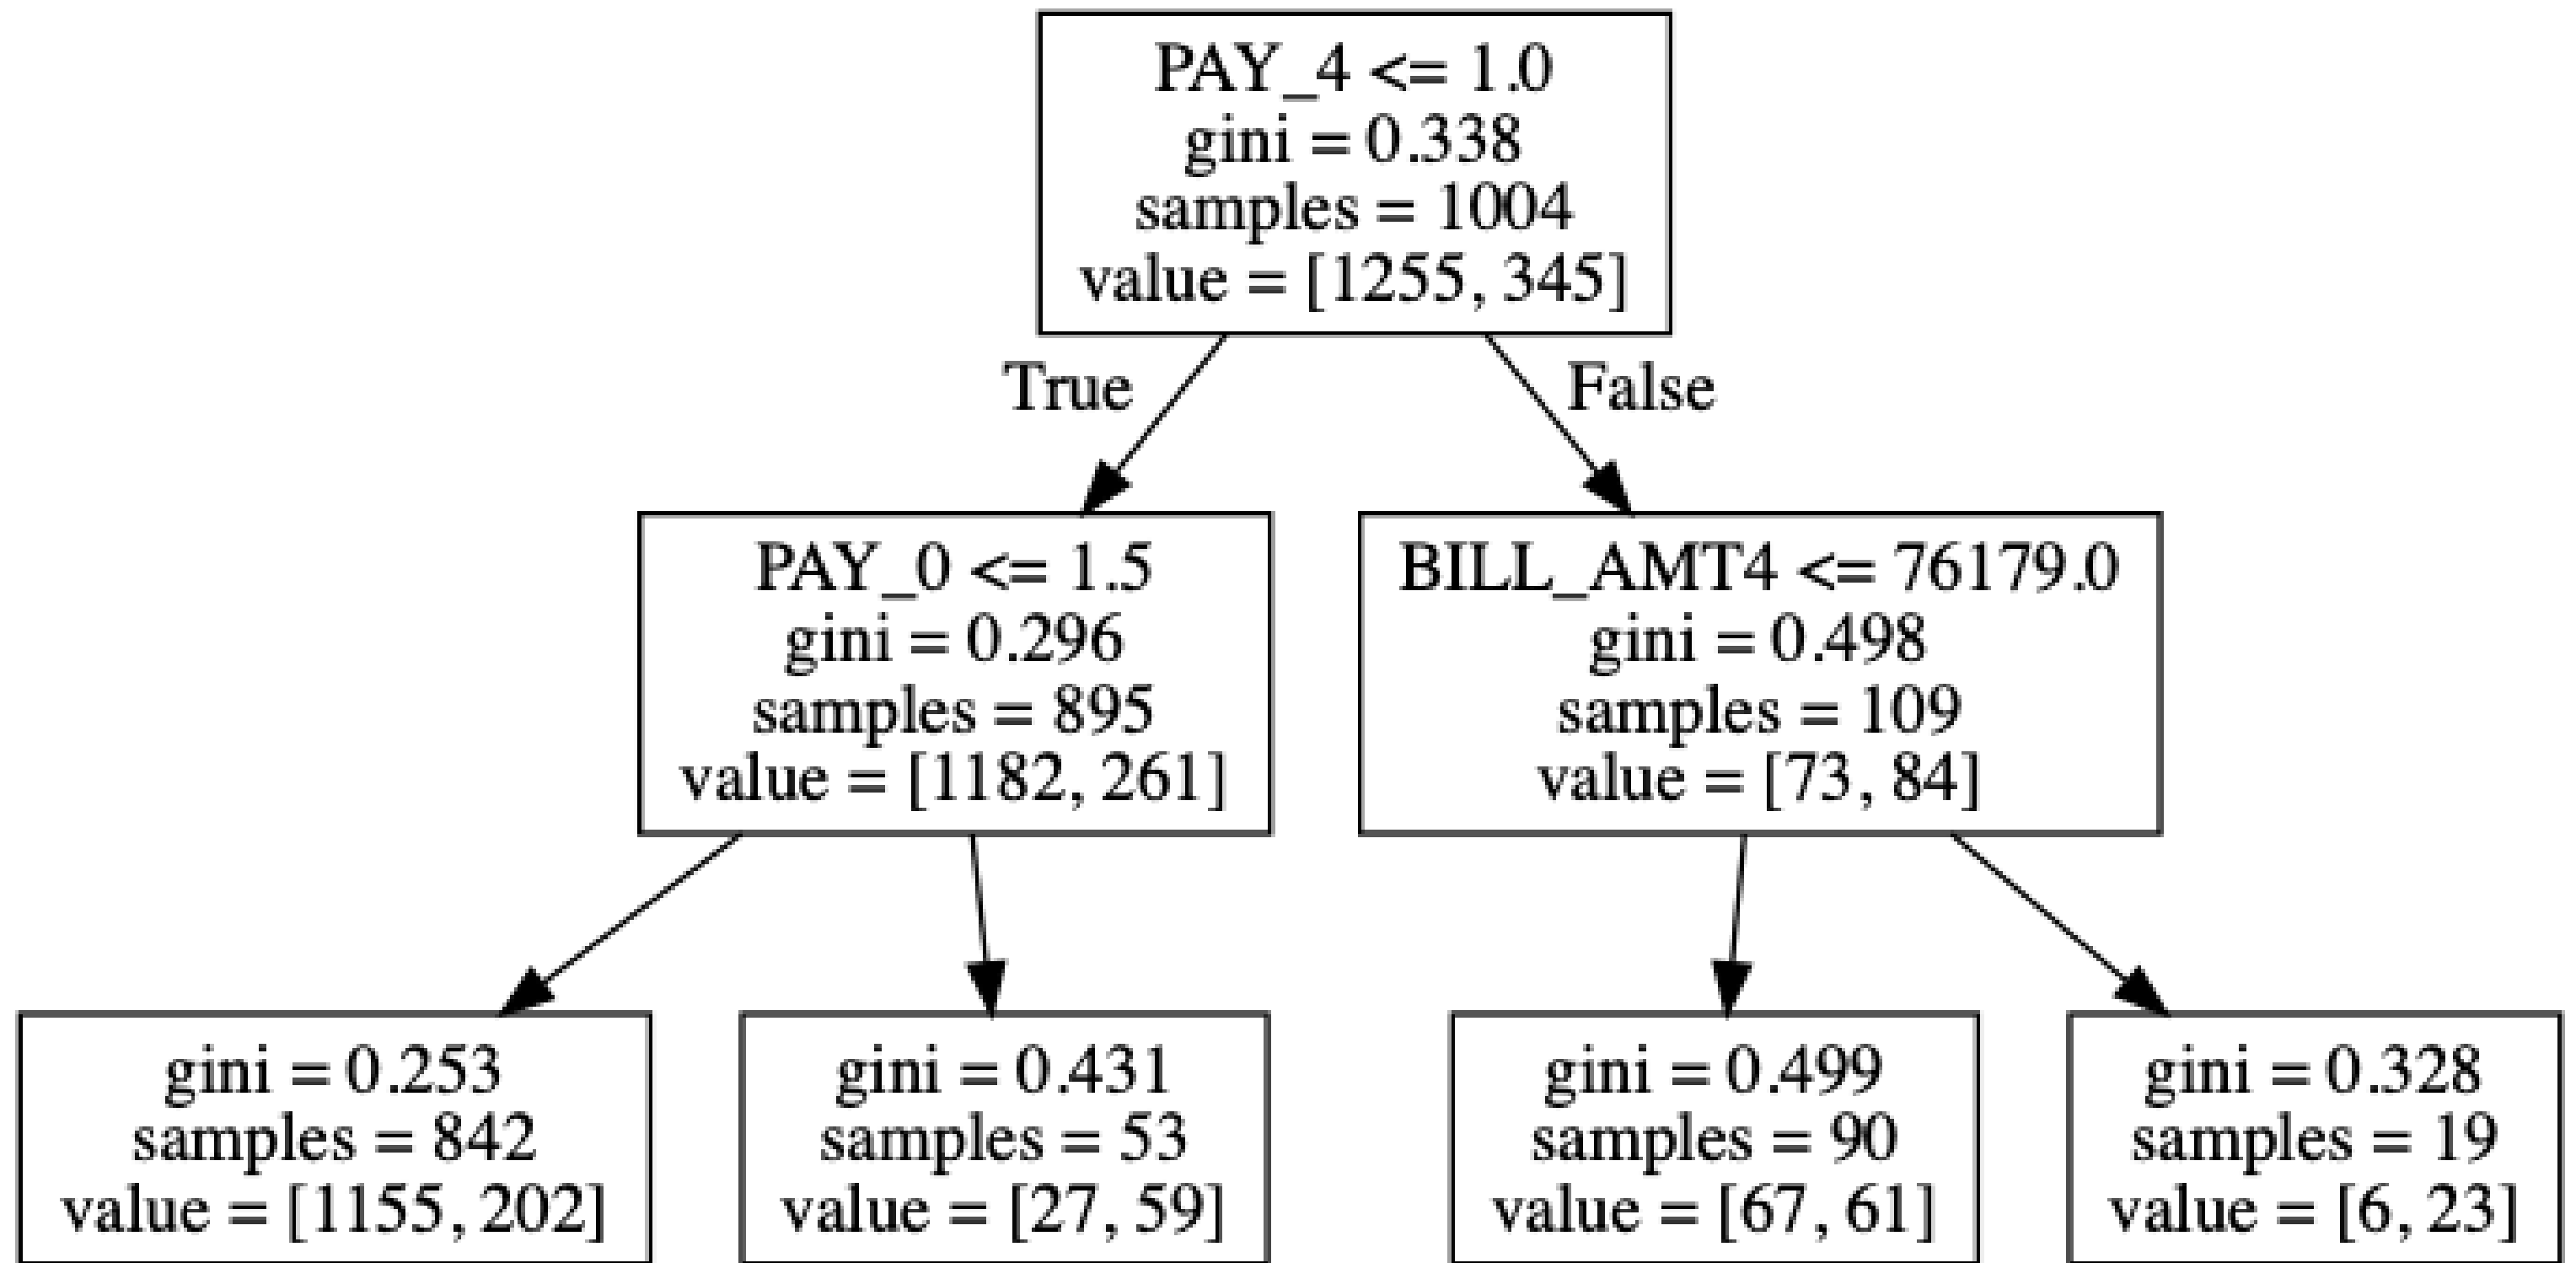 PAY_4 <= 1.0
gini = 0.338
samples = 1004
value = [1255, 345]
True
False
PAY_0 <= 1.5
gini = 0.296
samples = 895
value = [1182, 261]
BILL_AMT4 <= 76179.0
gini = 0.498
samples = 109
value = [73, 84]
gini = 0.253
samples = 842
value = [1155, 202]
gini = 0.431
samples = 53
value = [27, 59]
gini = 0.499
samples = 90
value = [67, 61]
gini = 0.328
samples = 19
value = [6, 23]